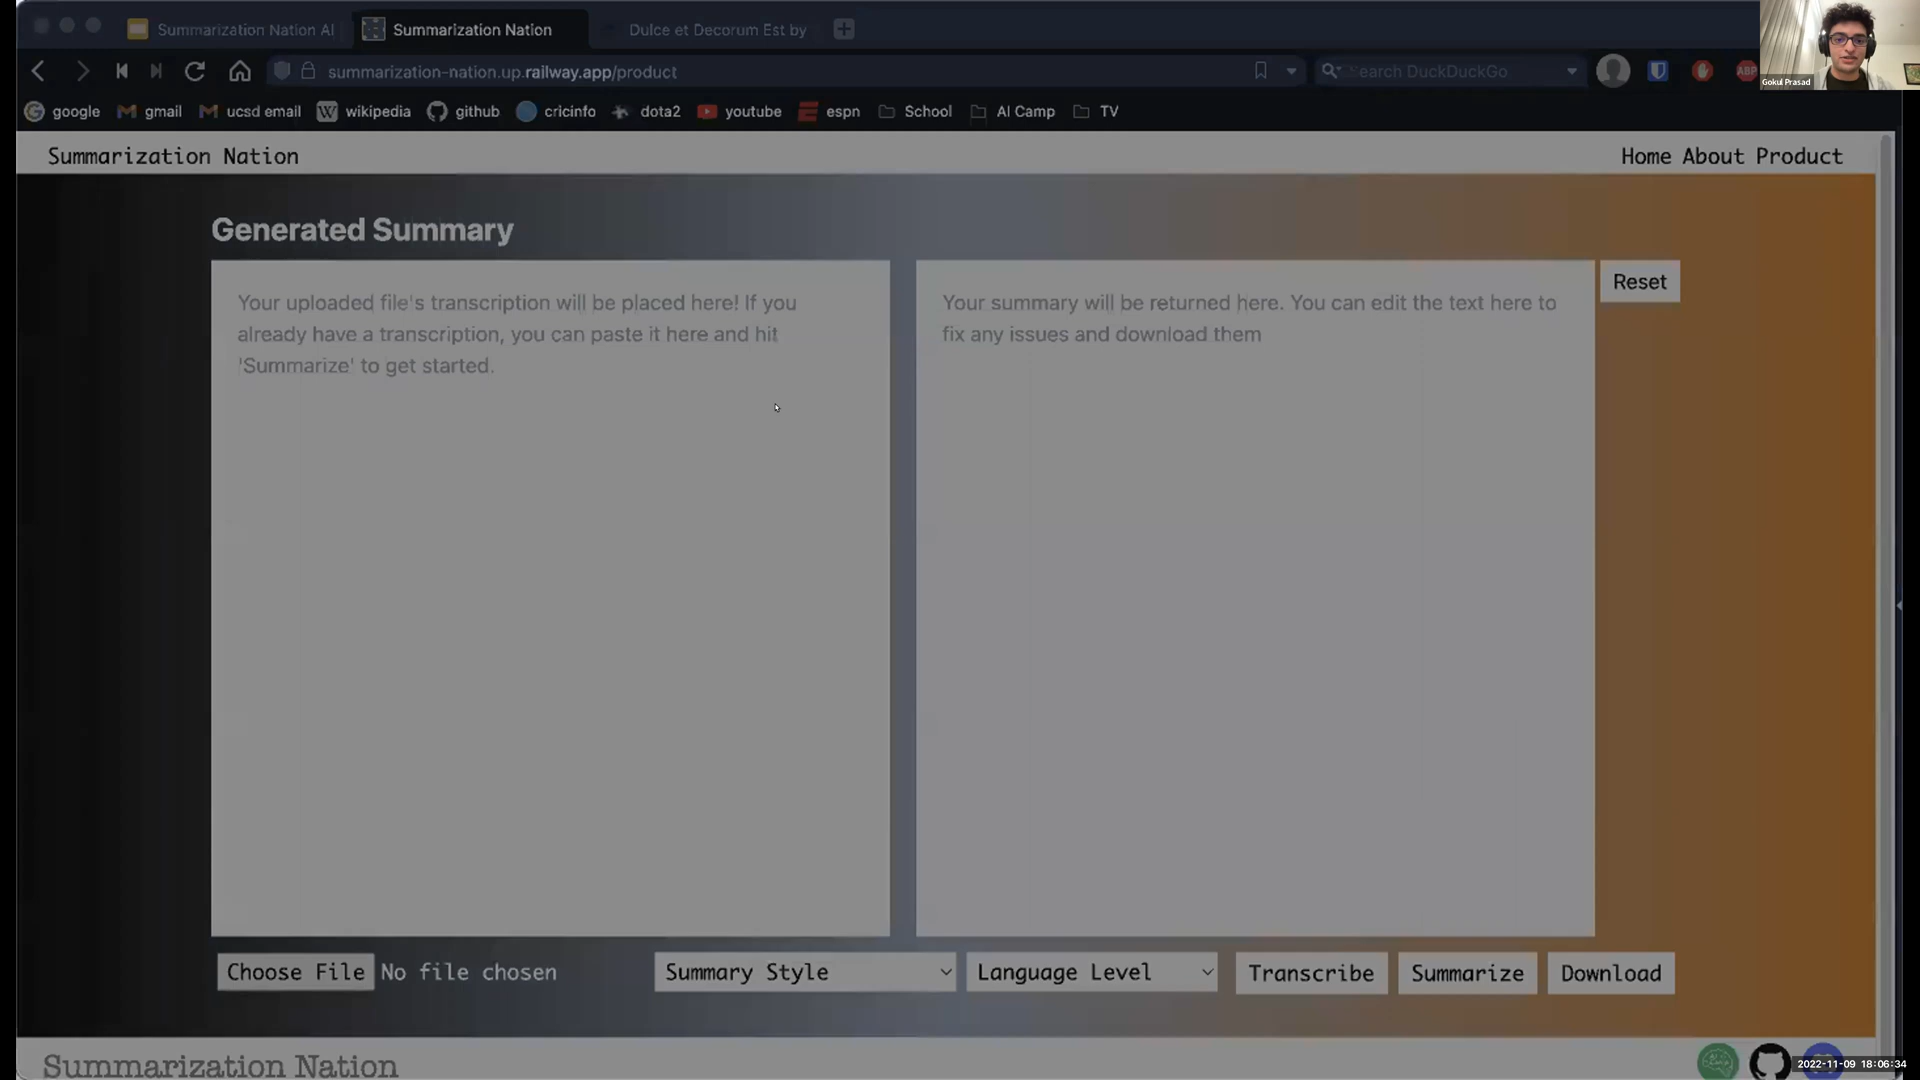 Summarization Nation AI
Summarization Nation
Dulce et Decorum Est by
summarization-nation.up.railway.app/product
Search DuckDuckGo
ABP
Gokul Prasad
google
gmail
ucsd email
wikipedia
github
cricinfo
dota2
youtube
espn
School
AI Camp
TV
Summarization Nation
Home About Product
Generated Summary
Your uploaded file's transcription will be placed here! If you
already have a transcription, you can paste it here and hit
'Summarize' to get started.
Your summary will be returned here. You can edit the text here to
fix any issues and download them
Reset
Choose File No file chosen
Summary Style
Language Level
Transcribe
Summarize
Download
Summarization Nation
2022-11-09 18:06:34